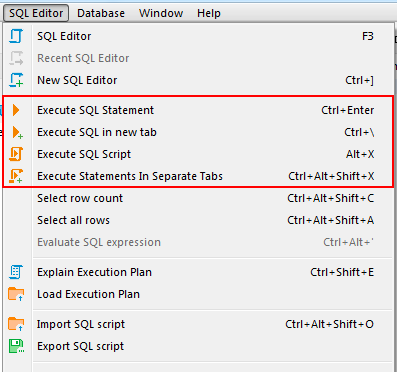 SQL Editor Database Window Help
SQL Editor F3
Recent SQL Editor
New SQL Editor Ctrl+]
Execute SQL Statement Ctrl+Enter
Execute SQL in new tab Ctrl+\
Execute SQL Script Alt+X
Execute Statements In Separate Tabs Ctrl+Alt+Shift+X
Select row count Ctrl+Alt+Shift+C
Select all rows Ctrl+Alt+Shift+A
Evaluate SQL expression Ctrl+Alt+'
Explain Execution Plan Ctrl+Shift+E
Load Execution Plan
Import SQL script Ctrl+Alt+Shift+O
Export SQL script